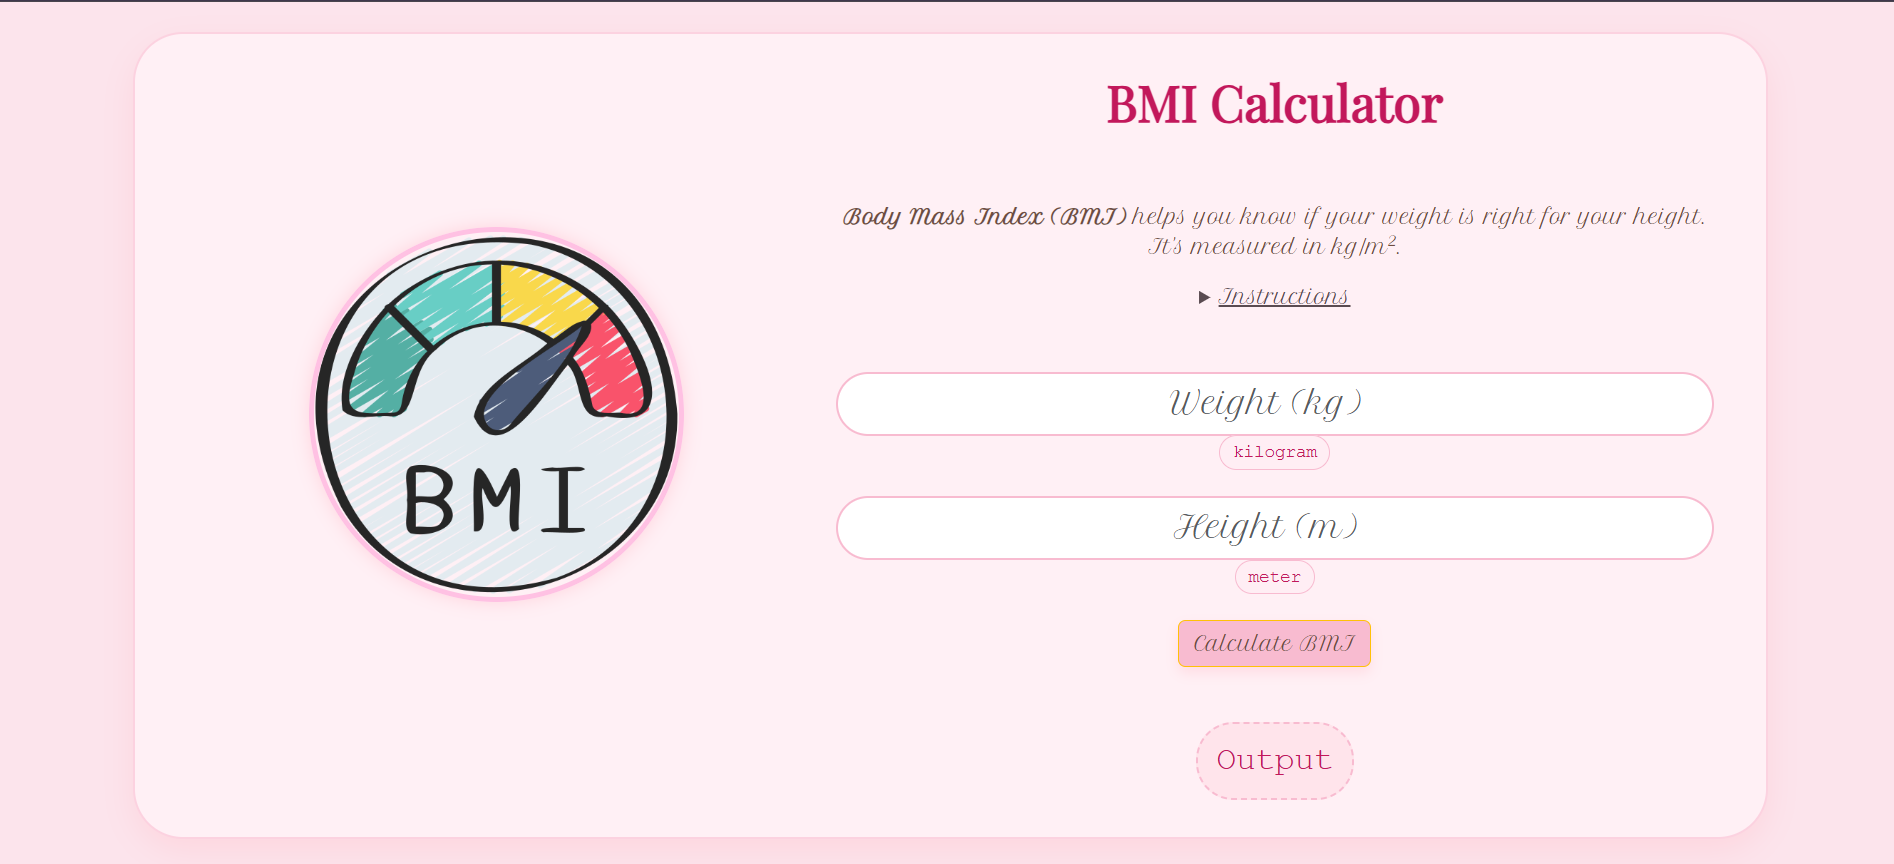 BMI Calculator
Body Mass Index (BMI) helps you know if your weight is right for your height.
It's measured in kg/m².
Instructions
BMI
Weight (kg)
kilogram
Height (m)
meter
Calculate BMI
Output